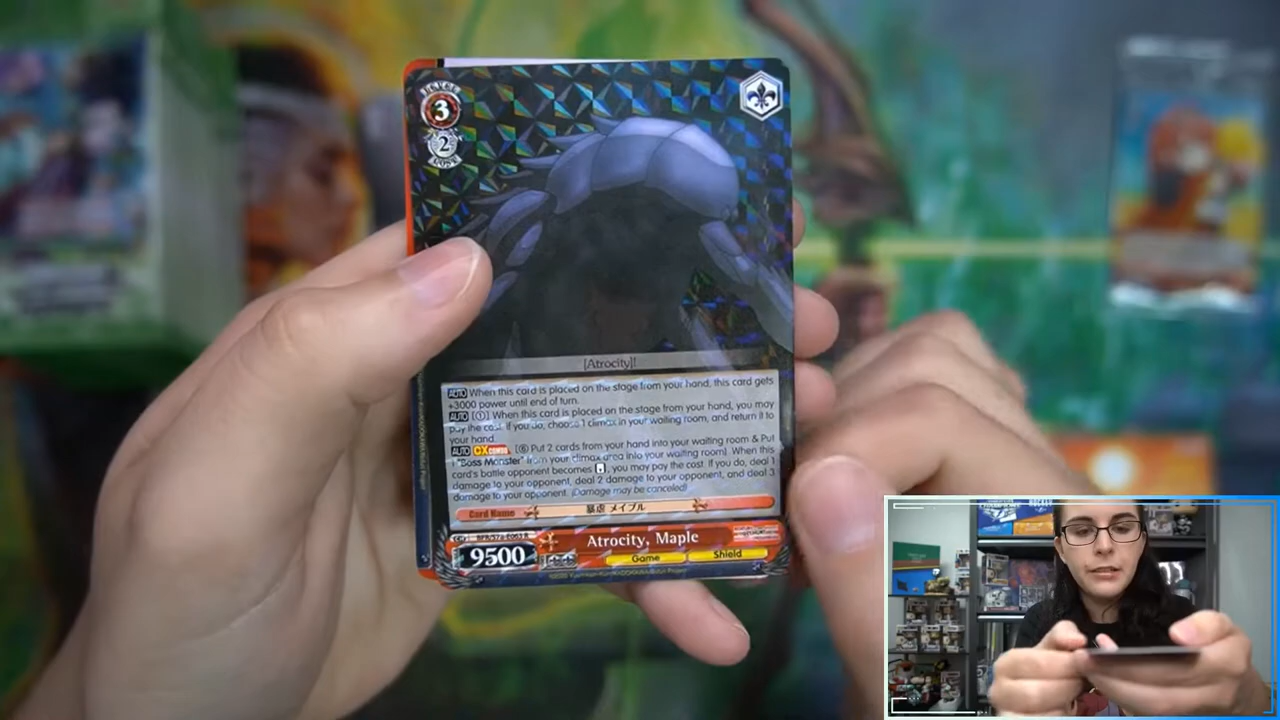 LEVEL
3
2
COST
[Atrocity]!
AUTO When this card is placed on the stage from your hand, this card gets
+3000 power until end of turn.
AUTO [(1)] When this card is placed on the stage from your hand, you may
pay the cost. If you do, choose 1 climax in your waiting room, and return it to
your hand.
AUTO CX COMBO Put 2 cards from your hand into your waiting room & Put
1 "Boss Monster" from your climax area into your waiting room] When this
card's battle opponent becomes, you may pay the cost. If you do, deal 1
damage to your opponent, deal 2 damage to your opponent, and deal 3
damage to your opponent. (Damage may be canceled)
Card Name 暴虐 メイプル
Atrocity, Maple
9500
Game Shield